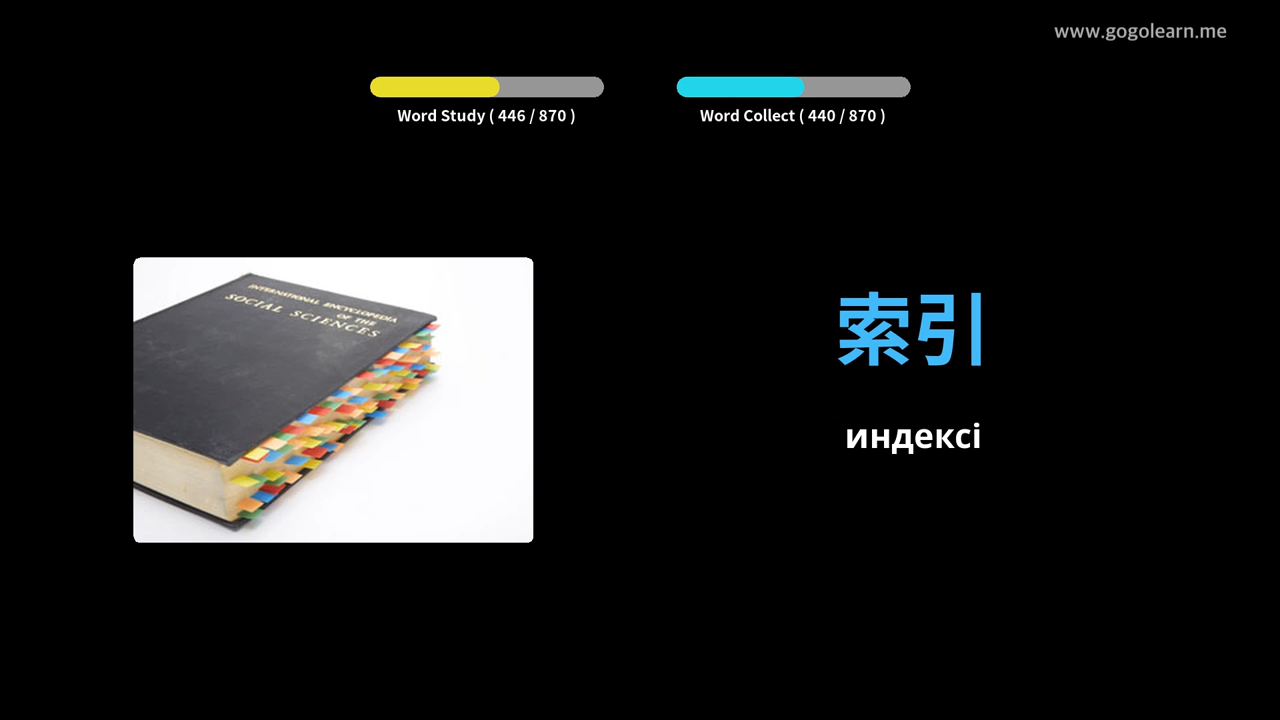 www.gogolearn.me
Word Study ( 446 / 870 )
Word Collect ( 440 / 870 )
INTERNATIONAL ENCYCLOPEDIA
OF THE
SOCIAL SCIENCES
索引
индексі